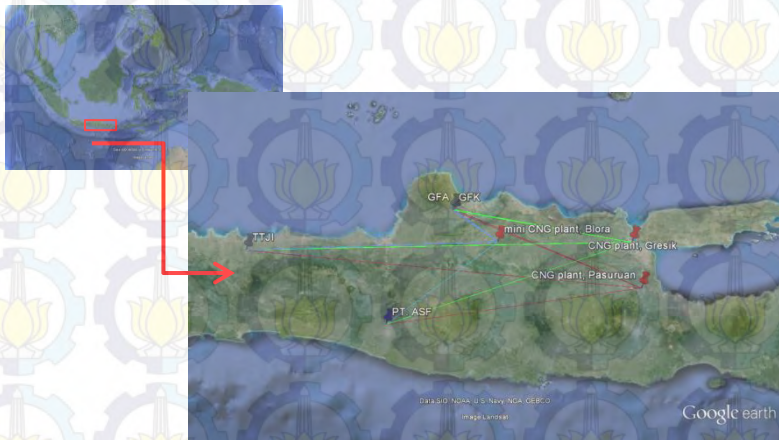 GFA GFK
mini CNG plant, Blora
TTJI
CNG plant, Gresik
CNG plant, Pasuruan
PT ASF
Data SIO, NOAA, U.S. Navy, NGA, GEBCO
Image Landsat
Google earth